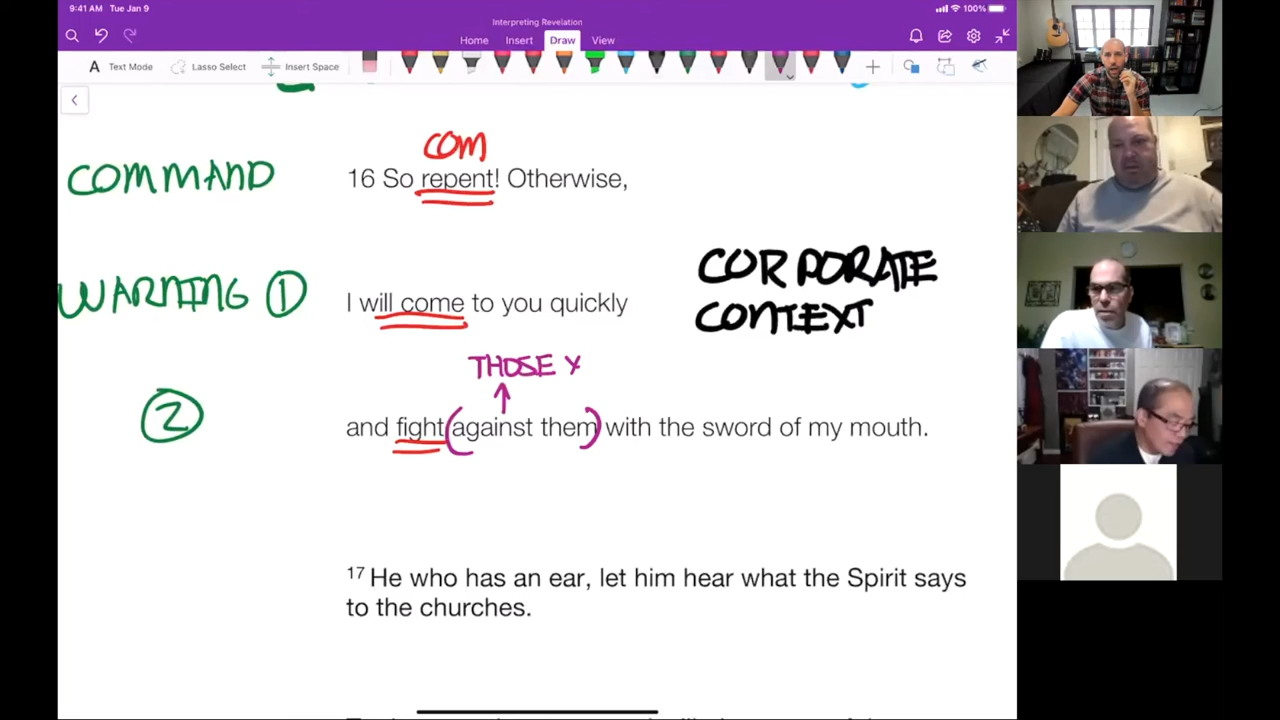 9:41 AM Tue Jan 9
100%
Interpreting Revelation
Home Insert Draw View
A Text Mode Lasso Select Insert Space
COM
COMMAND
16 So repent! Otherwise,
CORPORATE
WARNING 1
I will come to you quickly
CONTEXT
THOSE X
2
and fight (against them) with the sword of my mouth.
17 He who has an ear, let him hear what the Spirit says
to the churches.